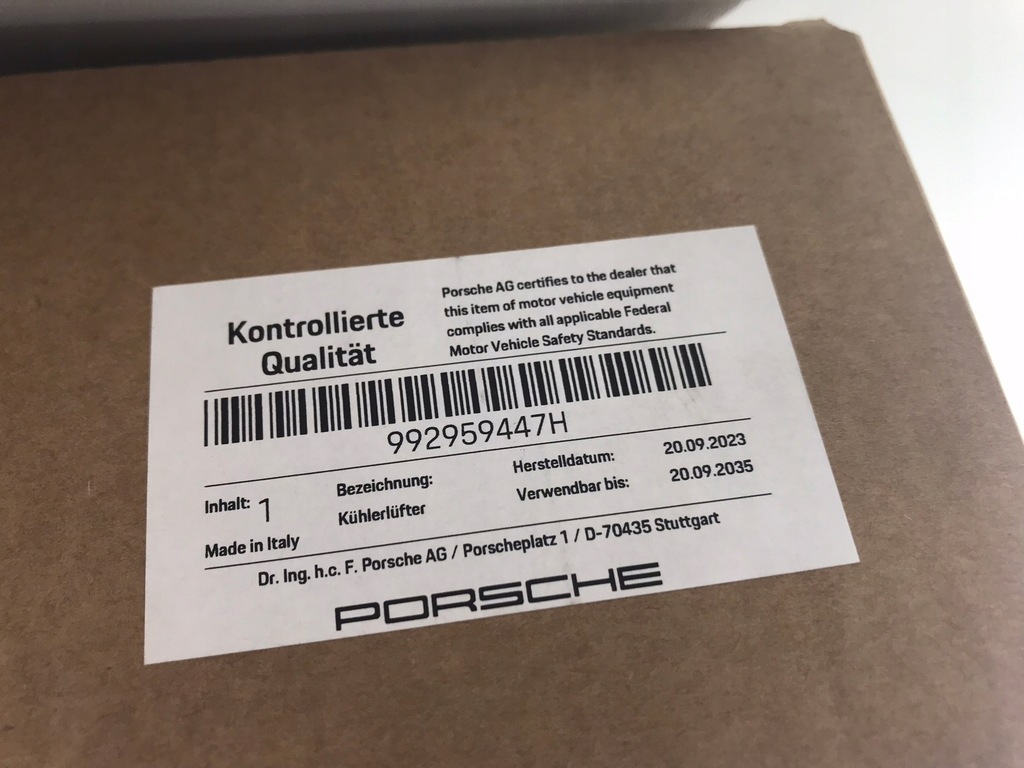 Kontrollierte
Qualität
Porsche AG certifies to the dealer that
this item of motor vehicle equipment
complies with all applicable Federal
Motor Vehicle Safety Standards.
992959447H
Inhalt: 1
Bezeichnung:
Kühlerlüfter
Herstelldatum: 20.09.2023
Verwendbar bis: 20.09.2035
Made in Italy
Dr. Ing. h.c. F. Porsche AG / Porscheplatz 1 / D-70435 Stuttgart
PORSCHE